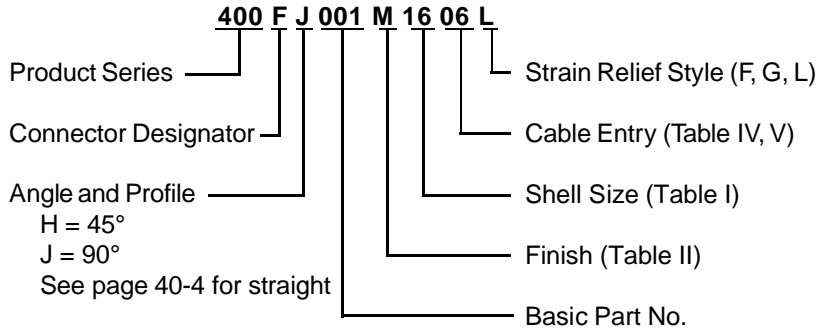 400 F J 001 M 16 06 L
Product Series
Connector Designator
Angle and Profile
H = 45°
J = 90°
See page 40-4 for straight
Strain Relief Style (F, G, L)
Cable Entry (Table IV, V)
Shell Size (Table I)
Finish (Table II)
Basic Part No.